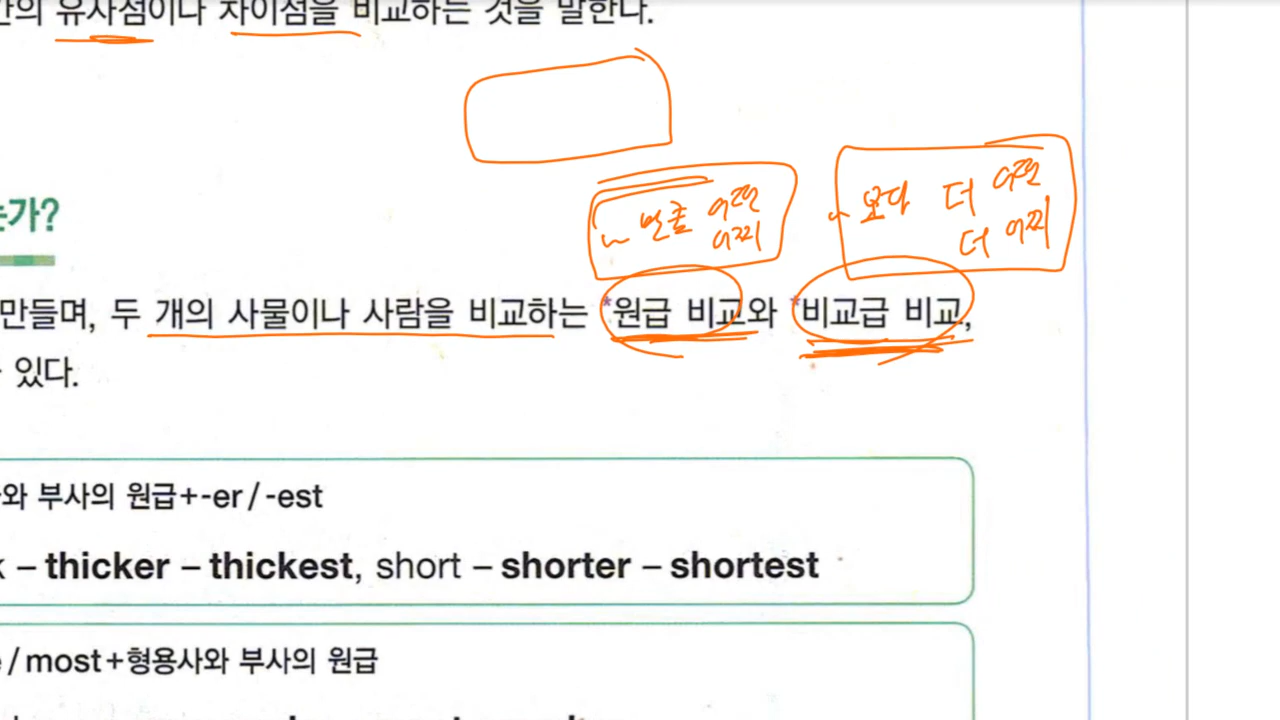 간의 유사점이나 차이점을 비교하는 것을 말한다.
~ 만큼 어떤
어찌
~ 보다 더 어떤
더 어찌
는가?
만들며, 두 개의 사물이나 사람을 비교하는 *원급 비교와 *비교급 비교,
있다.
와 부사의 원급+-er / -est
k – thicker – thickest, short – shorter – shortest
e / most+형용사와 부사의 원급